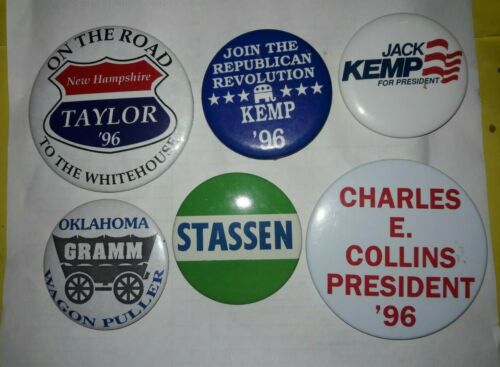 ON THE ROAD
New Hampshire
TAYLOR
'96
TO THE WHITEHOUSE
JOIN THE
REPUBLICAN
REVOLUTION
KEMP
'96
JACK
KEMP
FOR PRESIDENT
OKLAHOMA
GRAMM
WAGON PULLER
STASSEN
CHARLES
E.
COLLINS
PRESIDENT
'96